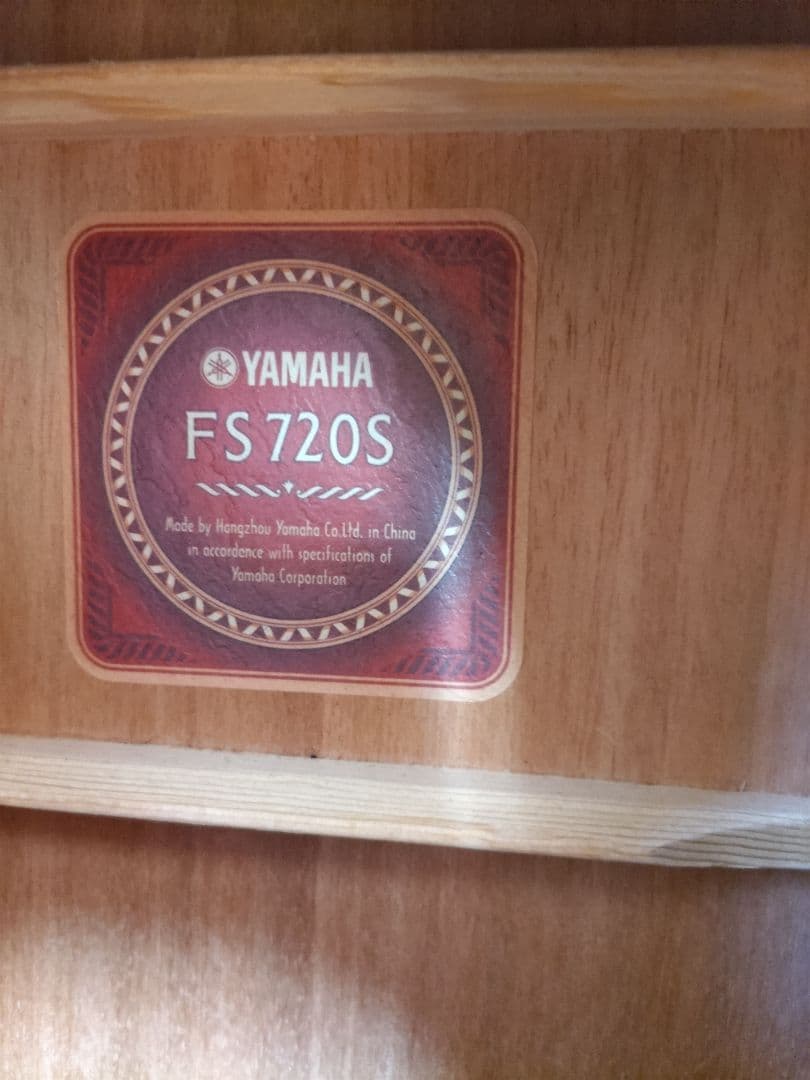 YAMAHA
FS720S
Made by Hangzhou Yamaha Co.Ltd. in China
in accordance with specifications of
Yamaha Corporation